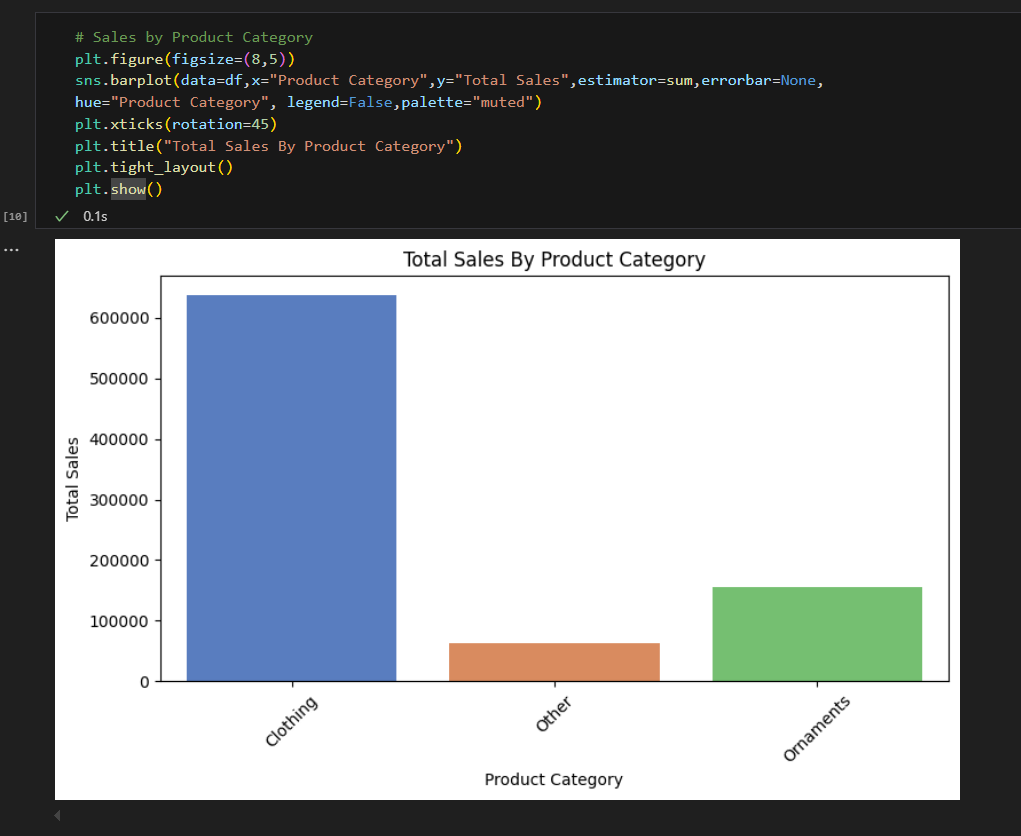 # Sales by Product Category
plt.figure(figsize=(8,5))
sns.barplot(data=df,x="Product Category",y="Total Sales",estimator=sum,errorbar=None,
hue="Product Category", legend=False,palette="muted")
plt.xticks(rotation=45)
plt.title("Total Sales By Product Category")
plt.tight_layout()
plt.show()
[10]
0.1s
...
Total Sales By Product Category
600000
500000
400000
300000
200000
100000
0
Total Sales
Clothing
Other
Ornaments
Product Category